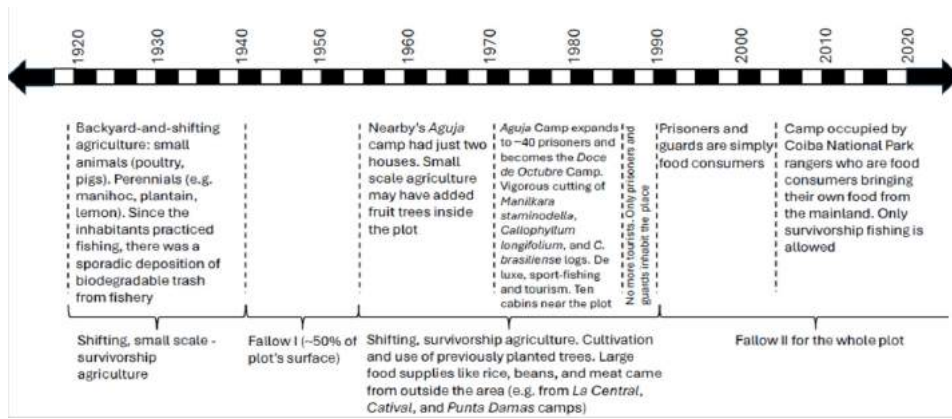 1920
1930
1940
1950
1960
1970
1980
1990
2000
2010
2020
Backyard-and-shifting
agriculture: small
animals (poultry,
pigs). Perennials (e.g.
manihoc, plantain,
lemon). Since the
inhabitants practiced
fishing, there was a
sporadic deposition of
biodegradable trash
from fishery
Nearby's Aguja
camp had just two
houses. Small
scale agriculture
may have added
fruit trees inside
the plot
Aguja Camp expands
to ~40 prisoners and
becomes the Doce
de Octubre Camp.
Vigorous cutting of
Manilkara
staminodella,
Callophyllum
longifolium, and C.
brasiliense logs. De
luxe, sport-fishing
and tourism. Ten
cabins near the plot
No more tourists. Only prisoners and
guards inhabit the place
Prisoners and
guards are simply
food consumers
Camp occupied by
Coiba National Park
rangers who are food
consumers bringing
their own food from
the mainland. Only
survivorship fishing is
allowed
Shifting, small scale -
survivorship
agriculture
Fallow I (~50% of
plot's surface)
Shifting, survivorship agriculture. Cultivation
and use of previously planted trees. Large
food supplies like rice, beans, and meat came
from outside the area (e.g. from La Central,
Catival, and Punta Damas camps)
Fallow II for the whole plot